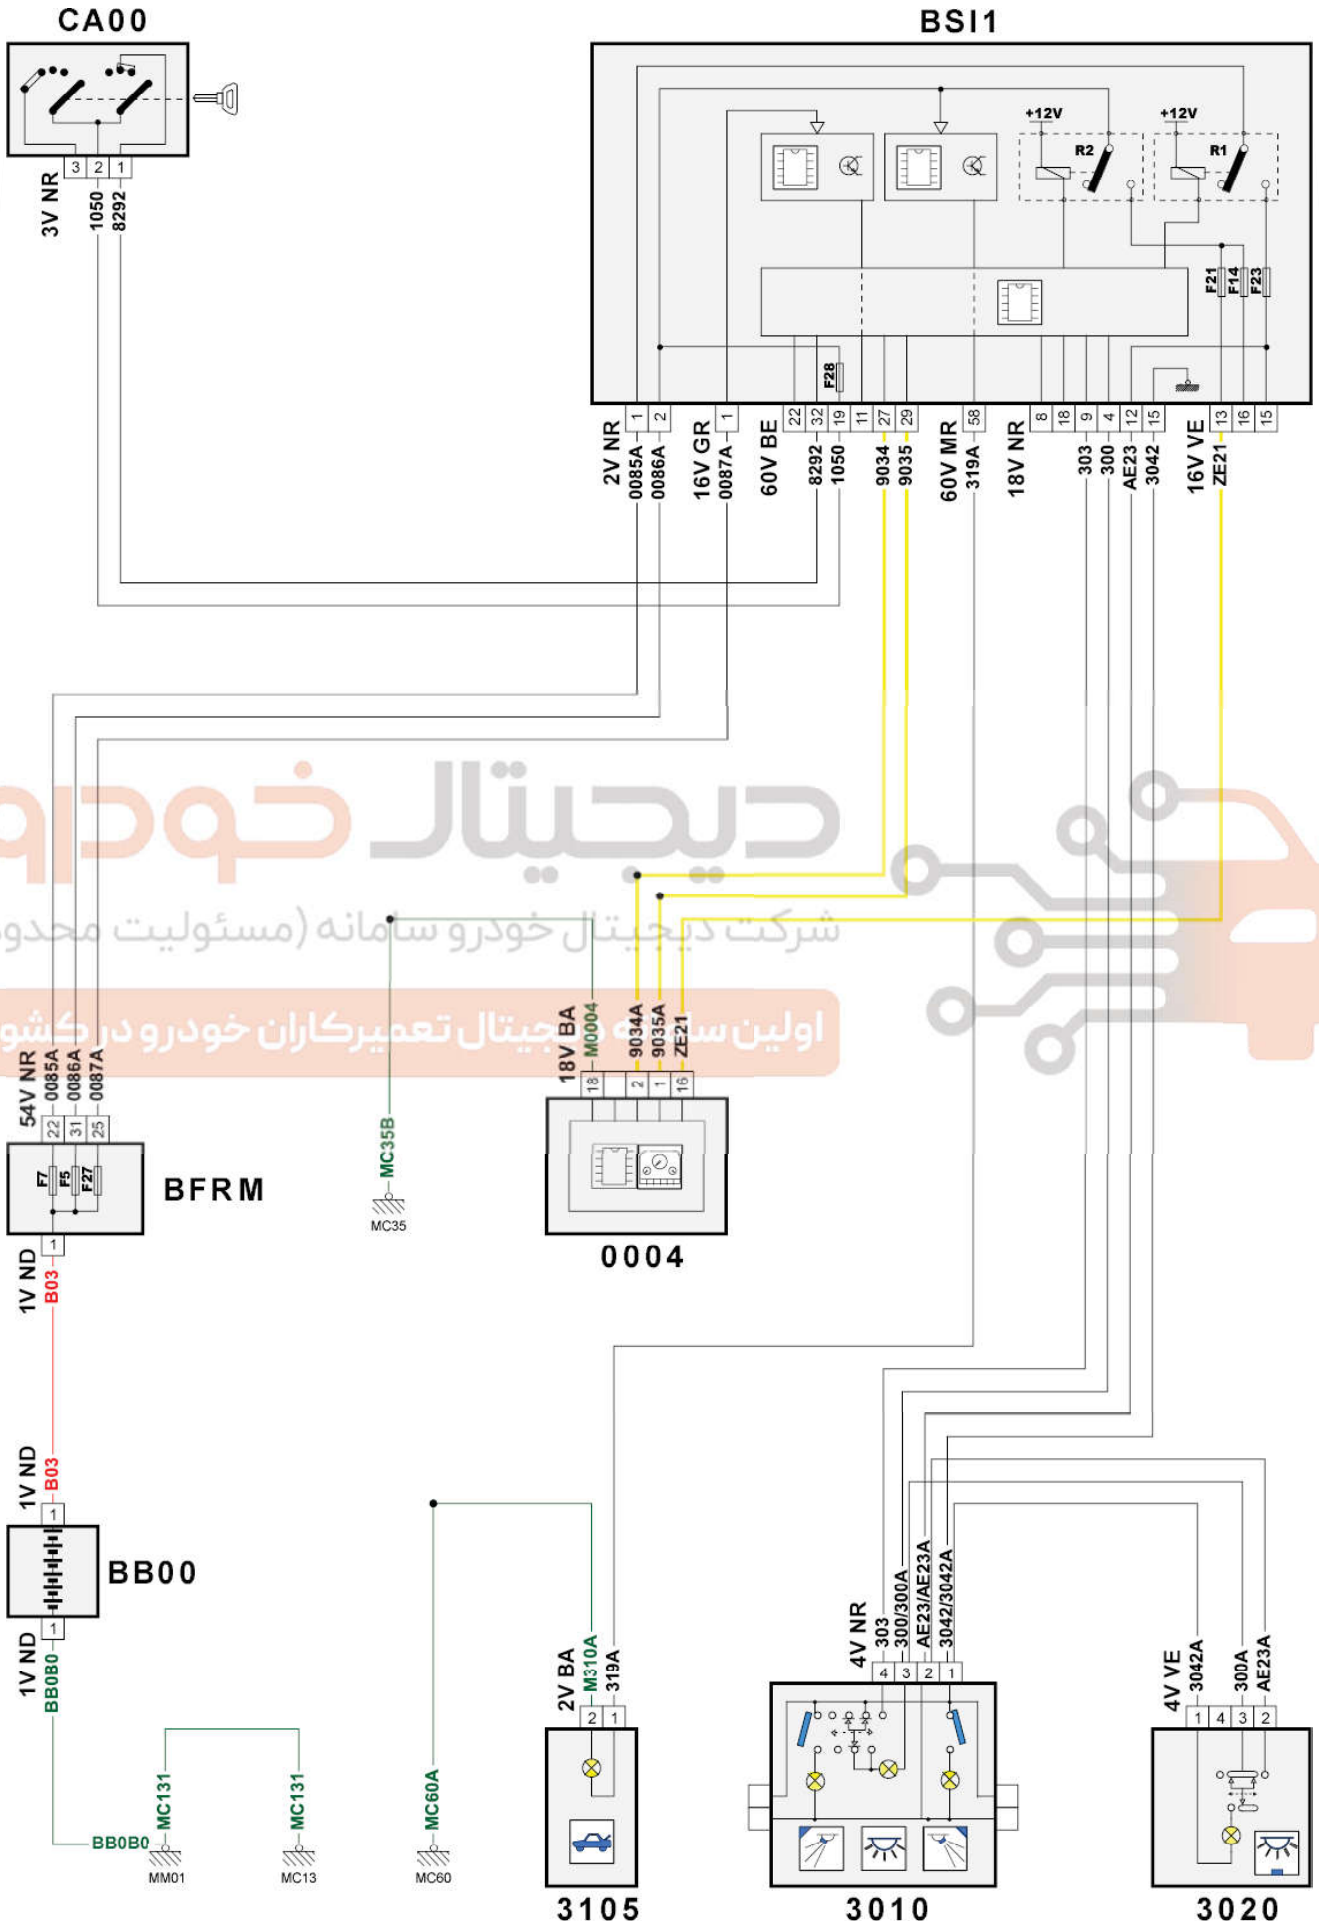 CA00
BSI1
3 2 1
3V NR
1050
8292
+12V
+12V
R2
R1
F21
F14
F23
F28
1 2 1 22 32 19 11 27 29 58 8 18 9 4 12 15 13 16 15
2V NR
0085A
0086A
16V GR
0087A
60V BE
8292
1050
9034
9035
60V MR
319A
18V NR
303
300
AE23
3042
16V VE
ZE21
دیجیتال خودرو
شرکت دیجیتال خودرو سامانه (مسئولیت محدود
اولین سامانه دیجیتال تعمیرکاران خودرو در کشور
54V NR
0085A
0086A
0087A
22 31 25
F7
F5
F27
BFRM
1
1V ND
B03
MC35B
MC35
18V BA
M0004
9034A
9035A
ZE21
18 2 1 16
0004
1V ND
B03
1
BB00
1
1V ND
BB0B0
BB0B0
MC131
MC131
MM01
MC13
MC60A
MC60
2V BA
M310A
319A
2 1
3105
4V NR
303
300/300A
AE23/AE23A
3042/3042A
4 3 2 1
3010
4V VE
3042A
300A
AE23A
1 4 3 2
3020